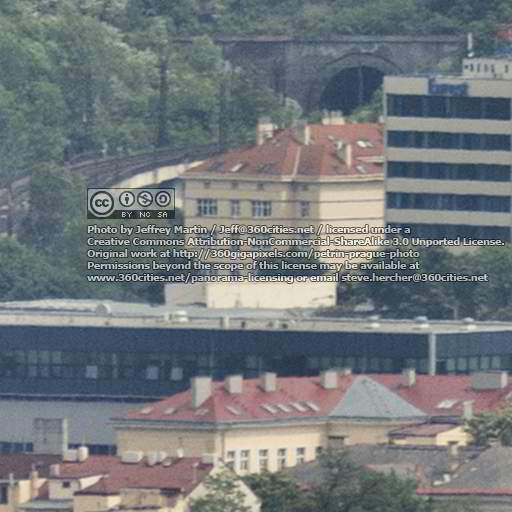 cc
BY NC SA
Photo by Jeffrey Martin / Jeff@360cities.net / licensed under a
Creative Commons Attribution-NonCommercial-ShareAlike 3.0 Unported License.
Original work at http://360gigapixels.com/petrin-prague-photo
Permissions beyond the scope of this license may be available at
www.360cities.net/panorama-licensing or email steve.hercher@360cities.net